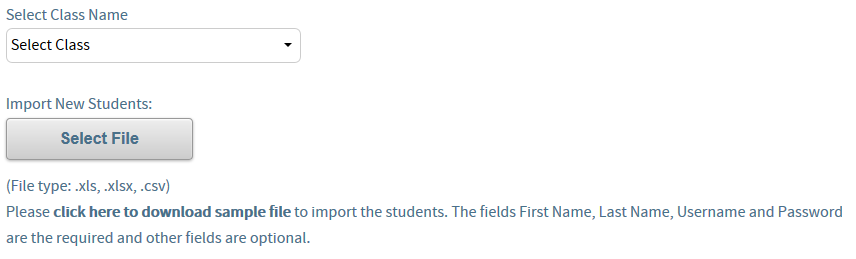 Select Class Name
Select Class
Import New Students:
Select File
(File type: .xls, .xlsx, .csv)
Please click here to download sample file to import the students. The fields First Name, Last Name, Username and Password
are the required and other fields are optional.